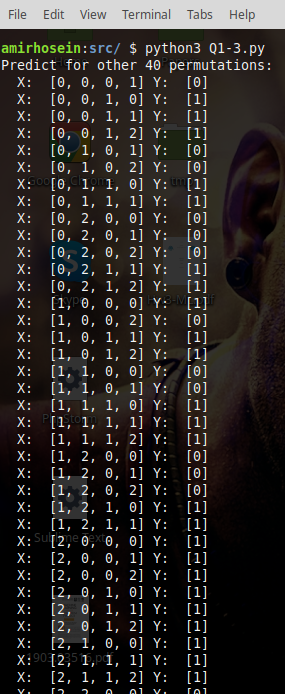 File Edit View Terminal Tabs Help
amirhosein:src/ $ python3 Q1-3.py
Predict for other 40 permutations:
X: [0, 0, 0, 1] Y: [0]
X: [0, 0, 1, 0] Y: [1]
X: [0, 0, 1, 1] Y: [1]
X: [0, 0, 1, 2] Y: [1]
X: [0, 1, 0, 1] Y: [0]
X: [0, 1, 0, 2] Y: [0]
X: [0, 1, 1, 0] Y: [1]
X: [0, 1, 1, 1] Y: [1]
X: [0, 2, 0, 0] Y: [0]
X: [0, 2, 0, 1] Y: [0]
X: [0, 2, 0, 2] Y: [0]
X: [0, 2, 1, 1] Y: [1]
X: [0, 2, 1, 2] Y: [1]
X: [1, 0, 0, 0] Y: [1]
X: [1, 0, 0, 2] Y: [0]
X: [1, 0, 1, 1] Y: [1]
X: [1, 0, 1, 2] Y: [1]
X: [1, 1, 0, 0] Y: [0]
X: [1, 1, 0, 1] Y: [0]
X: [1, 1, 1, 0] Y: [1]
X: [1, 1, 1, 1] Y: [1]
X: [1, 1, 1, 2] Y: [1]
X: [1, 2, 0, 0] Y: [0]
X: [1, 2, 0, 1] Y: [0]
X: [1, 2, 0, 2] Y: [0]
X: [1, 2, 1, 0] Y: [1]
X: [1, 2, 1, 1] Y: [1]
X: [2, 0, 0, 0] Y: [1]
X: [2, 0, 0, 1] Y: [1]
X: [2, 0, 0, 2] Y: [0]
X: [2, 0, 1, 0] Y: [1]
X: [2, 0, 1, 1] Y: [1]
X: [2, 0, 1, 2] Y: [1]
X: [2, 1, 0, 0] Y: [1]
X: [2, 1, 1, 1] Y: [1]
X: [2, 1, 1, 2] Y: [1]